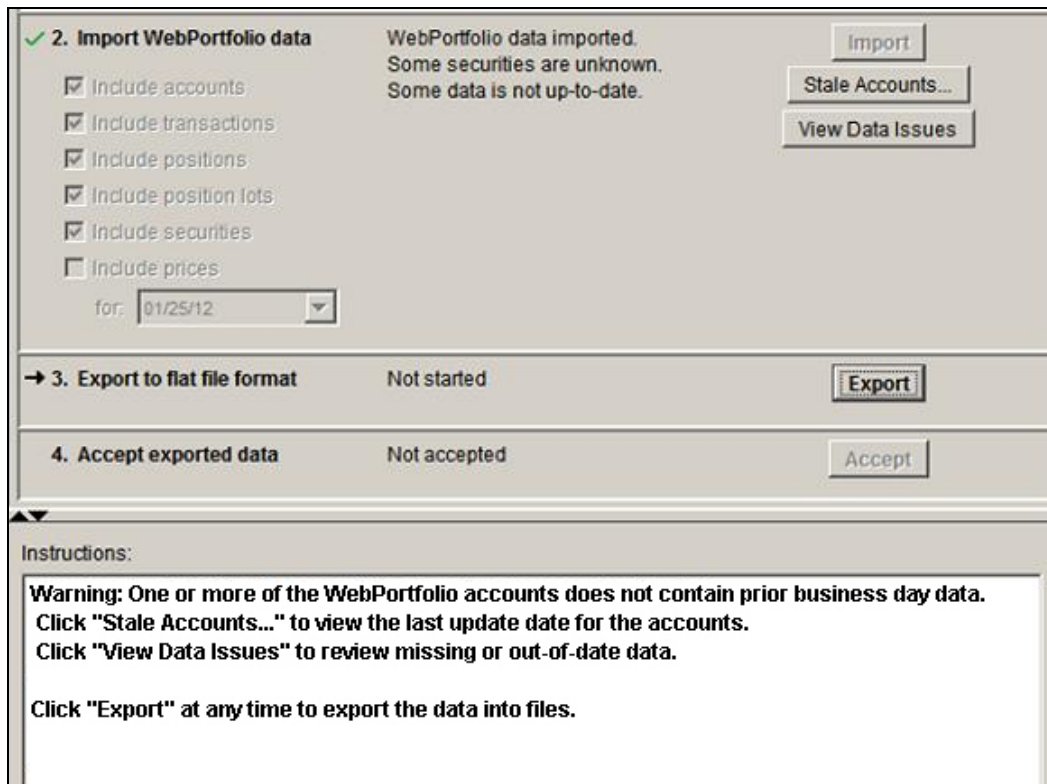 2. Import WebPortfolio data
WebPortfolio data imported.
Some securities are unknown.
Some data is not up-to-date.
Import
Stale Accounts...
View Data Issues
Include accounts
Include transactions
Include positions
Include position lots
Include securities
Include prices
for: 01/25/12
3. Export to flat file format
Not started
Export
4. Accept exported data
Not accepted
Accept
Instructions:
Warning: One or more of the WebPortfolio accounts does not contain prior business day data.
Click "Stale Accounts..." to view the last update date for the accounts.
Click "View Data Issues" to review missing or out-of-date data.
Click "Export" at any time to export the data into files.